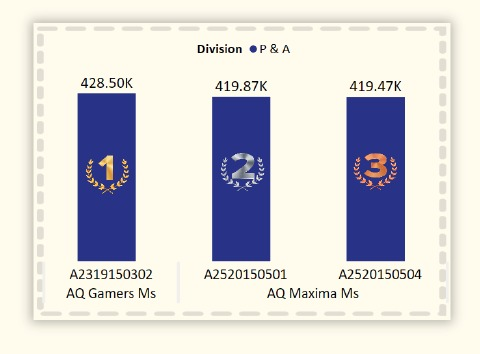 Division P & A
428.50K 419.87K 419.47K
1 2 3
A2319150302 A2520150501 A2520150504
AQ Gamers Ms AQ Maxima Ms